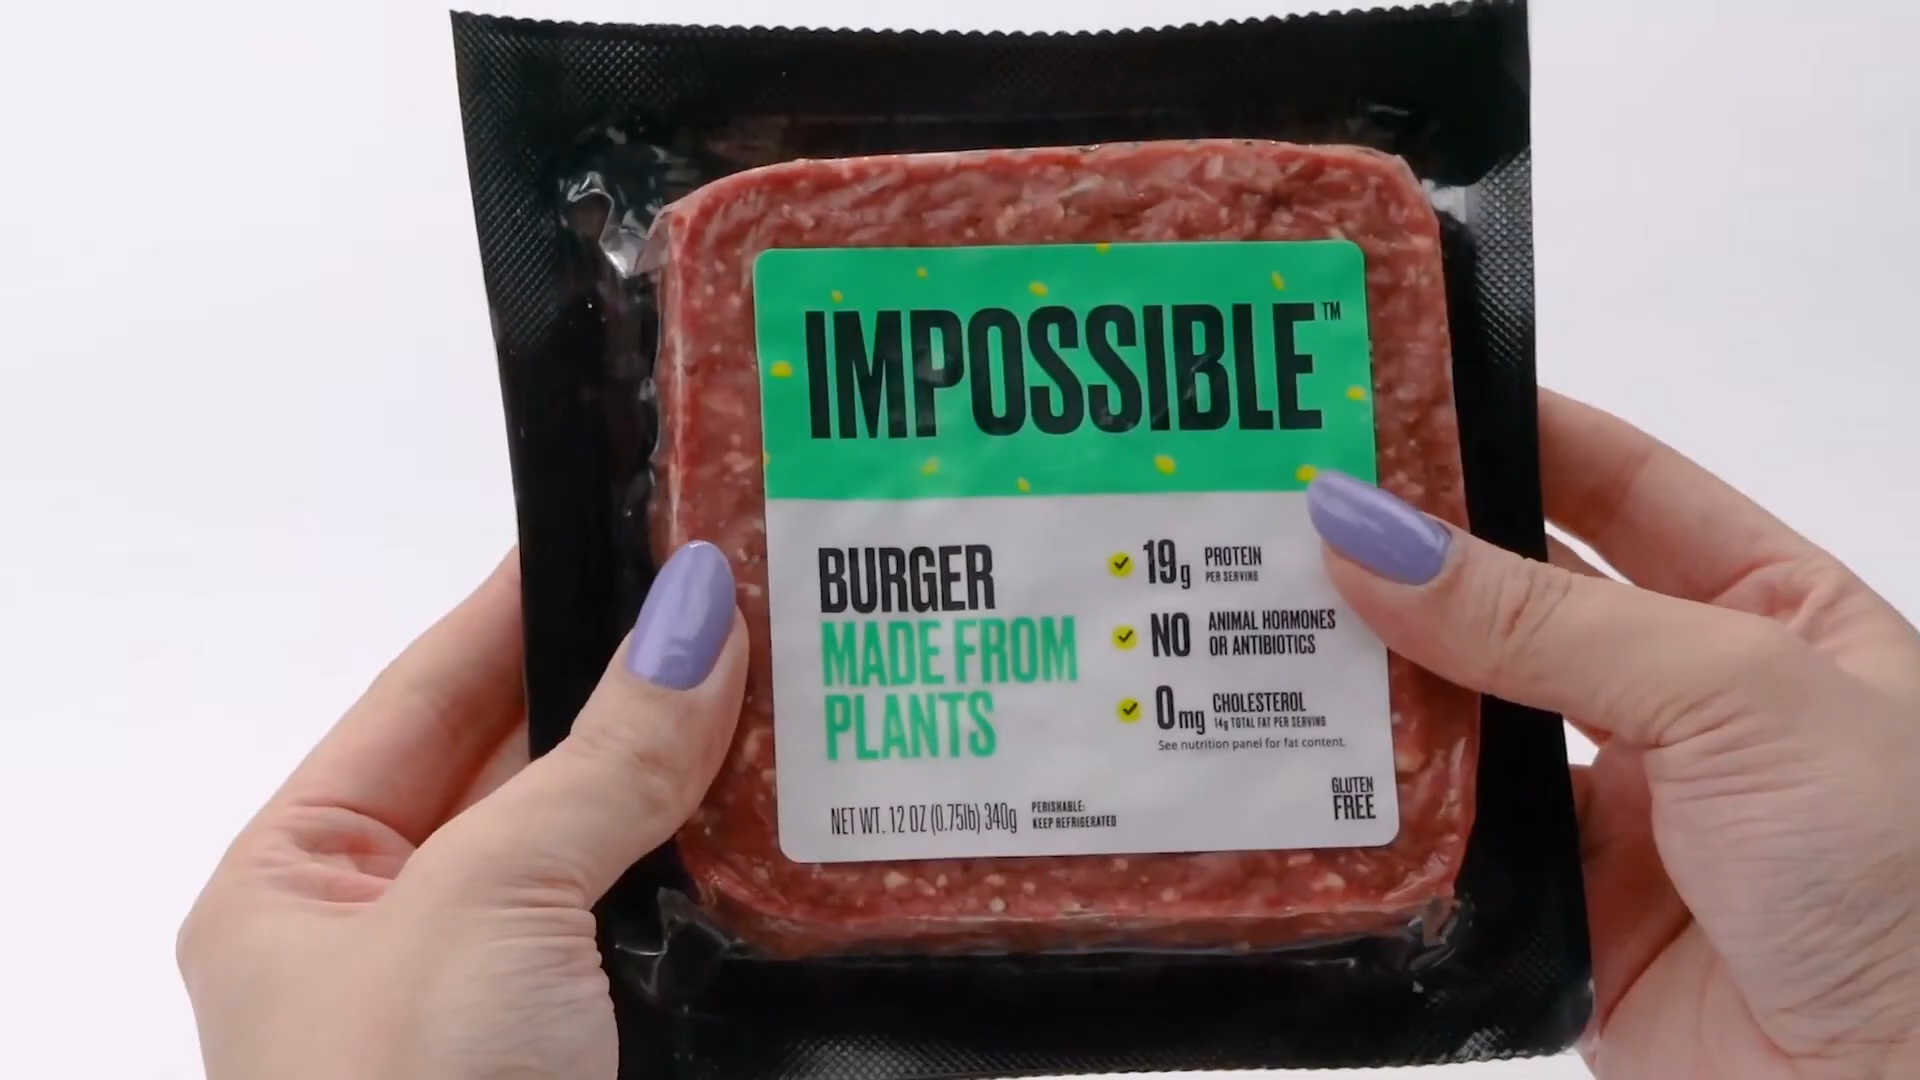 IMPOSSIBLE™
BURGER
MADE FROM
PLANTS
19g PROTEIN
PER SERVING
NO ANIMAL HORMONES
OR ANTIBIOTICS
0mg CHOLESTEROL
14g TOTAL FAT PER SERVING
See nutrition panel for fat content.
NET WT. 12 OZ (0.75lb) 340g
PERISHABLE:
KEEP REFRIGERATED
GLUTEN
FREE